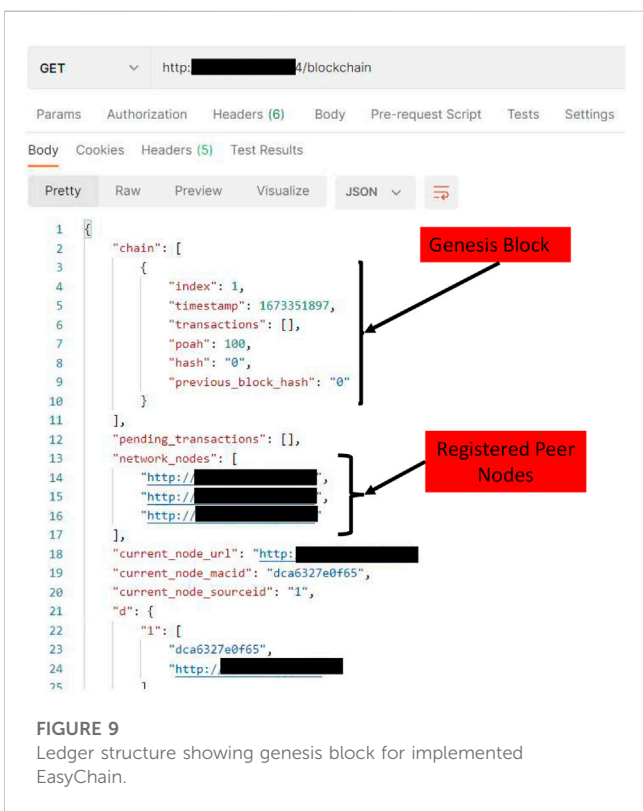 GET http: 4/blockchain
Params Authorization Headers (6) Body Pre-request Script Tests Settings
Body Cookies Headers (5) Test Results
Pretty Raw Preview Visualize JSON
1 {
2 "chain": [
3 {
4 "index": 1,
5 "timestamp": 1673351897,
6 "transactions": [],
7 "poah": 100,
8 "hash": "0",
9 "previous_block_hash": "0"
10 }
11 ],
12 "pending_transactions": [],
13 "network_nodes": [
14 "http:// ",
15 "http:// ",
16 "http:// "
17 ],
18 "current_node_url": "http:
19 "current_node_macid": "dca6327e0f65",
20 "current_node_sourceid": "1",
21 "d": {
22 "1": [
23 "dca6327e0f65",
24 "http:/
25 ]
Genesis Block
Registered Peer
Nodes
FIGURE 9
Ledger structure showing genesis block for implemented
EasyChain.